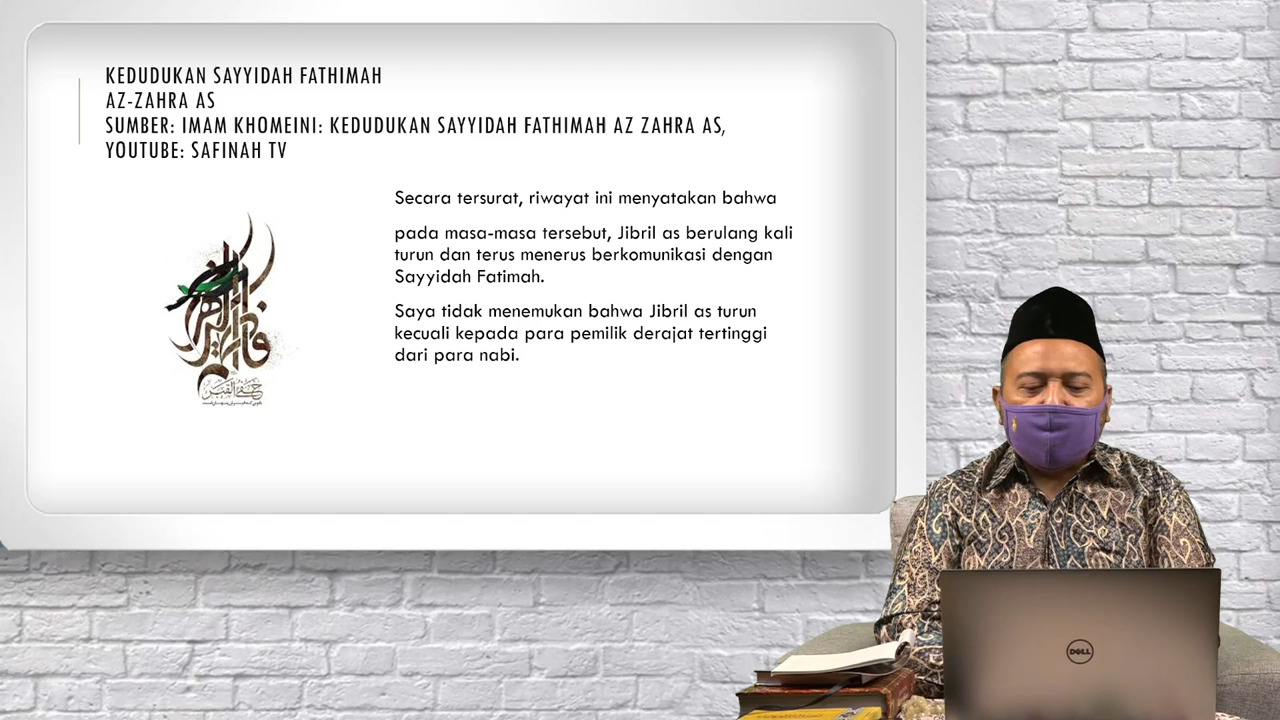 KEDUDUKAN SAYYIDAH FATHIMAH
AZ-ZAHRA AS
SUMBER: IMAM KHOMEINI: KEDUDUKAN SAYYIDAH FATHIMAH AZ ZAHRA AS,
YOUTUBE: SAFINAH TV
Secara tersurat, riwayat ini menyatakan bahwa
pada masa-masa tersebut, Jibril as berulang kali
turun dan terus menerus berkomunikasi dengan
Sayyidah Fatimah.
Saya tidak menemukan bahwa Jibril as turun
kecuali kepada para pemilik derajat tertinggi
dari para nabi.
DELL